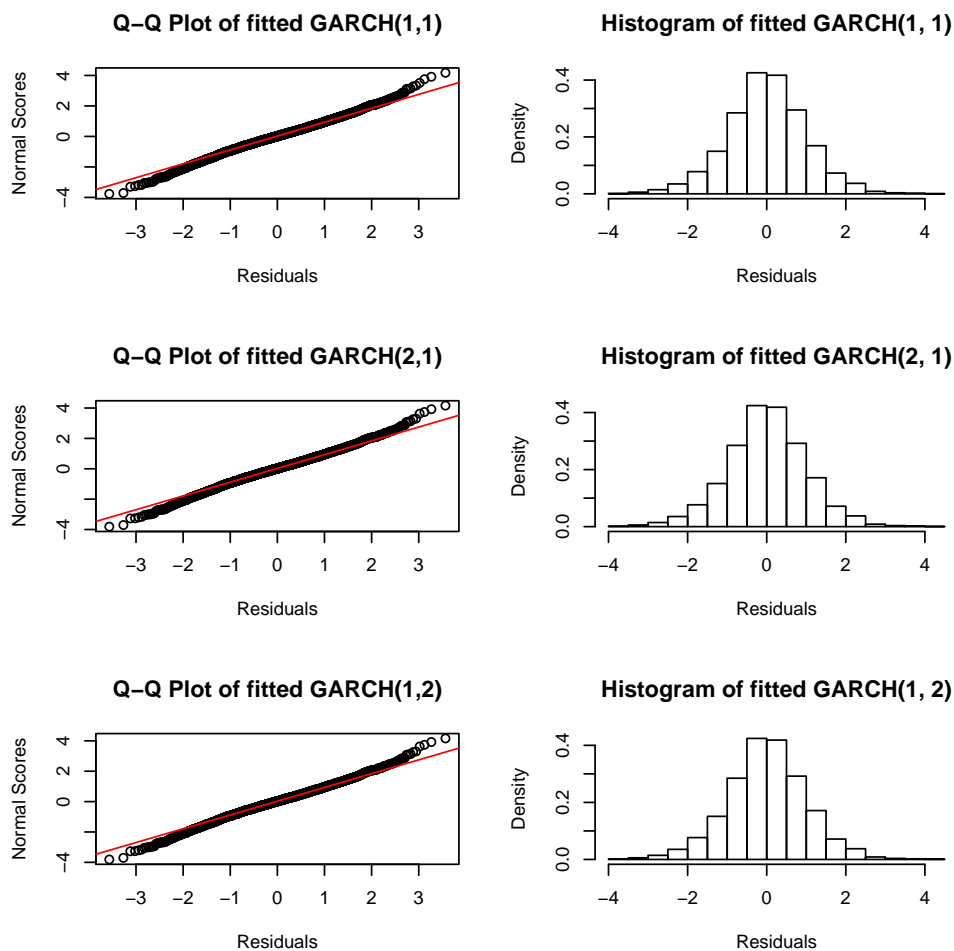 Q−Q Plot of fitted GARCH(1,1)
Normal Scores
4
2
0
−4
−3 −2 −1 0 1 2 3
Residuals
Histogram of fitted GARCH(1, 1)
Density
0.4
0.2
0.0
−4 −2 0 2 4
Residuals
Q−Q Plot of fitted GARCH(2,1)
Normal Scores
4
2
0
−4
−3 −2 −1 0 1 2 3
Residuals
Histogram of fitted GARCH(2, 1)
Density
0.4
0.2
0.0
−4 −2 0 2 4
Residuals
Q−Q Plot of fitted GARCH(1,2)
Normal Scores
4
2
0
−4
−3 −2 −1 0 1 2 3
Residuals
Histogram of fitted GARCH(1, 2)
Density
0.4
0.2
0.0
−4 −2 0 2 4
Residuals